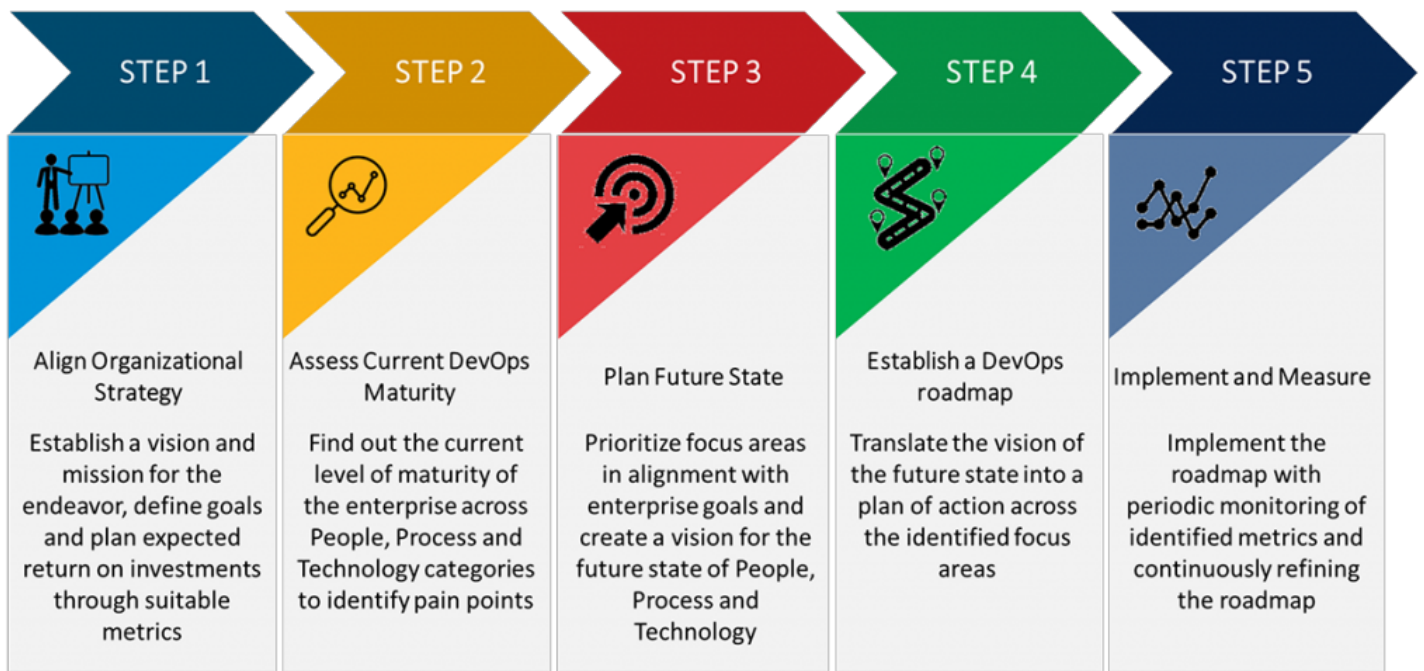 STEP 1
STEP 2
STEP 3
STEP 4
STEP 5
Align Organizational
Strategy
Establish a vision and
mission for the
endeavor, define goals
and plan expected
return on investments
through suitable
metrics
Assess Current DevOps
Maturity
Find out the current
level of maturity of
the enterprise across
People, Process and
Technology categories
to identify pain points
Plan Future State
Prioritize focus areas
in alignment with
enterprise goals and
create a vision for the
future state of People,
Process and
Technology
Establish a DevOps
roadmap
Translate the vision of
the future state into a
plan of action across
the identified focus
areas
Implement and Measure
Implement the
roadmap with
periodic monitoring of
identified metrics and
continuously refining
the roadmap